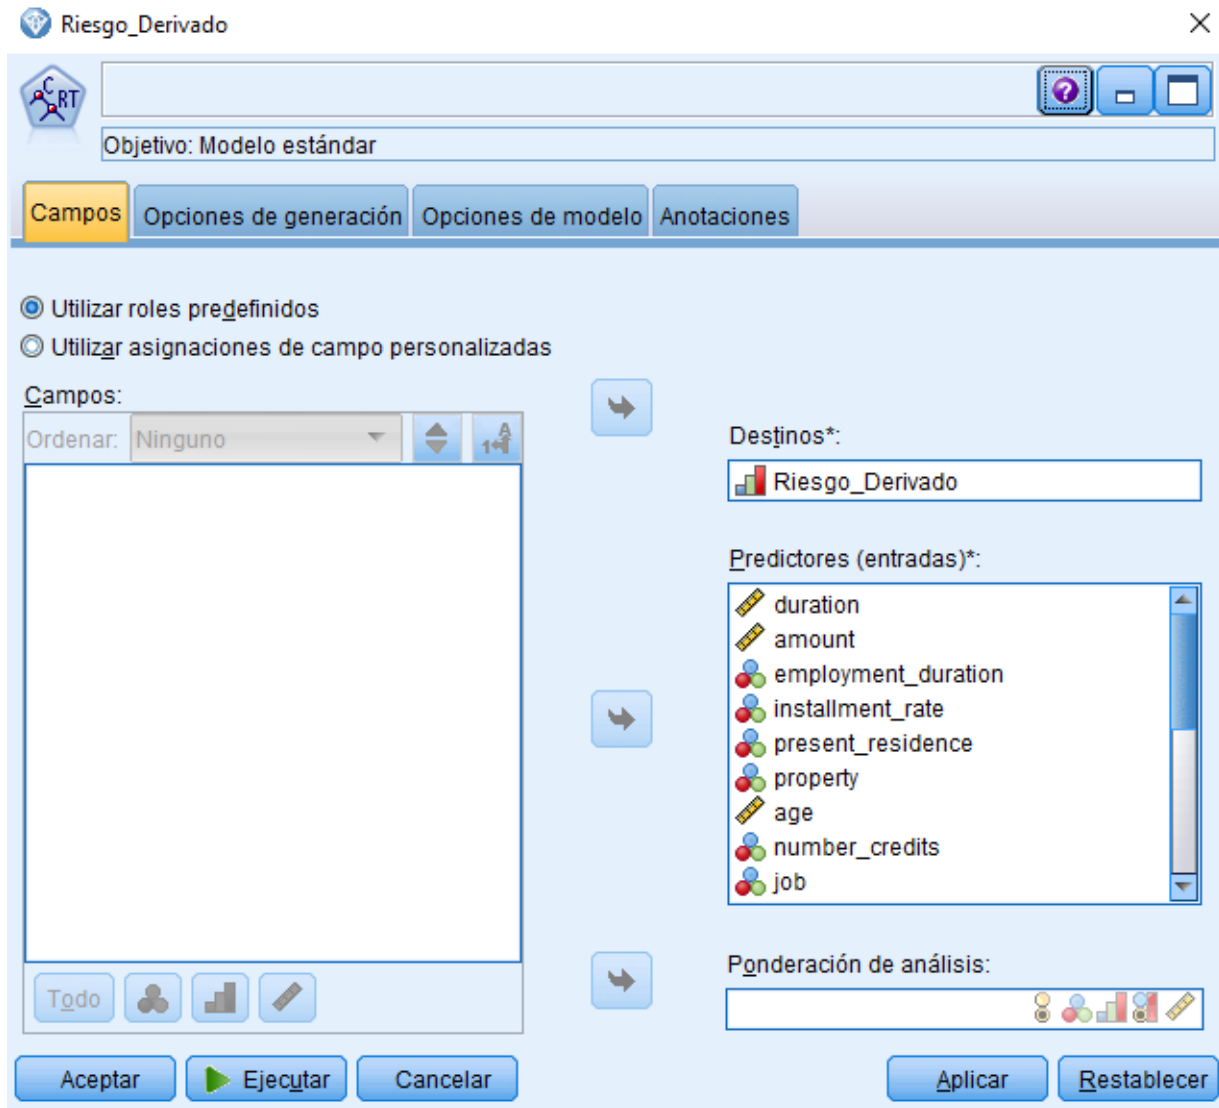 Riesgo_Derivado
C RT
Objetivo: Modelo estándar
Campos Opciones de generación Opciones de modelo Anotaciones
Utilizar roles predefinidos
Utilizar asignaciones de campo personalizadas
Campos:
Ordenar: Ninguno
Destinos*:
Riesgo_Derivado
Predictores (entradas)*:
duration
amount
employment_duration
installment_rate
present_residence
property
age
number_credits
job
Todo
Ponderación de análisis:
Aceptar Ejecutar Cancelar Aplicar Restablecer